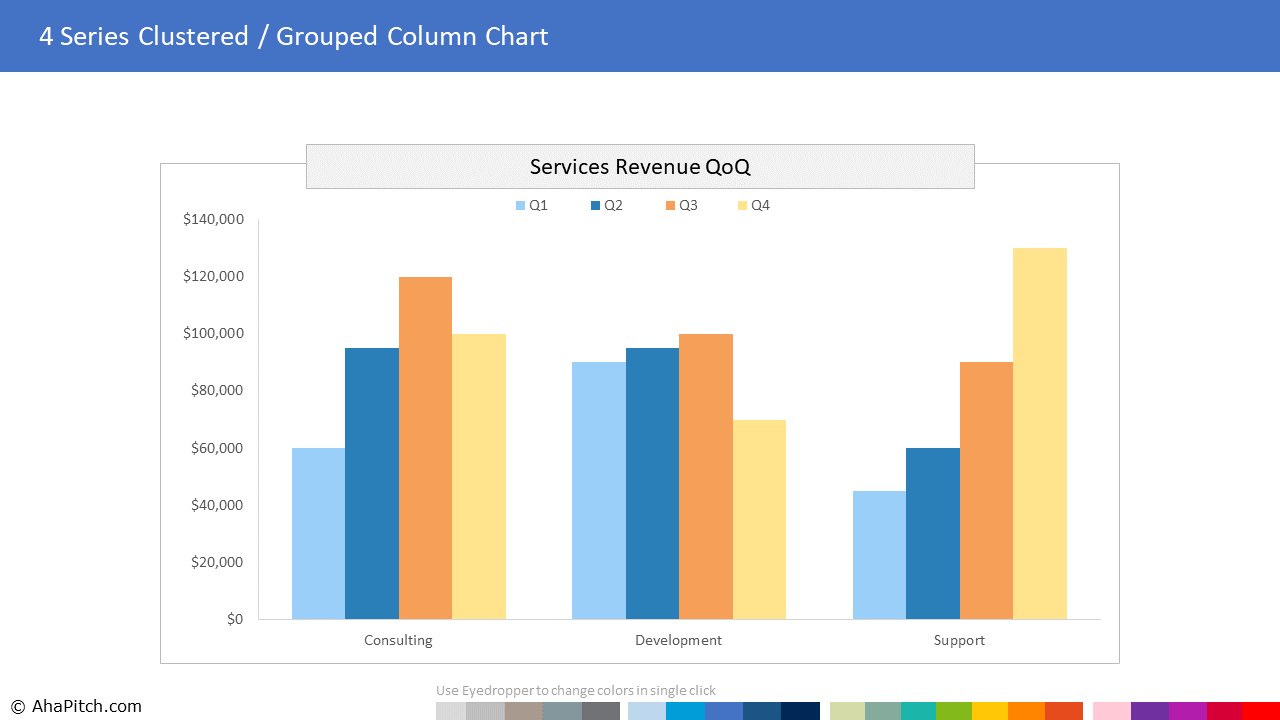 4 Series Clustered / Grouped Column Chart
Services Revenue QoQ
Q1 Q2 Q3 Q4
$140,000
$120,000
$100,000
$80,000
$60,000
$40,000
$20,000
$0
Consulting Development Support
Use Eyedropper to change colors in single click
© AhaPitch.com